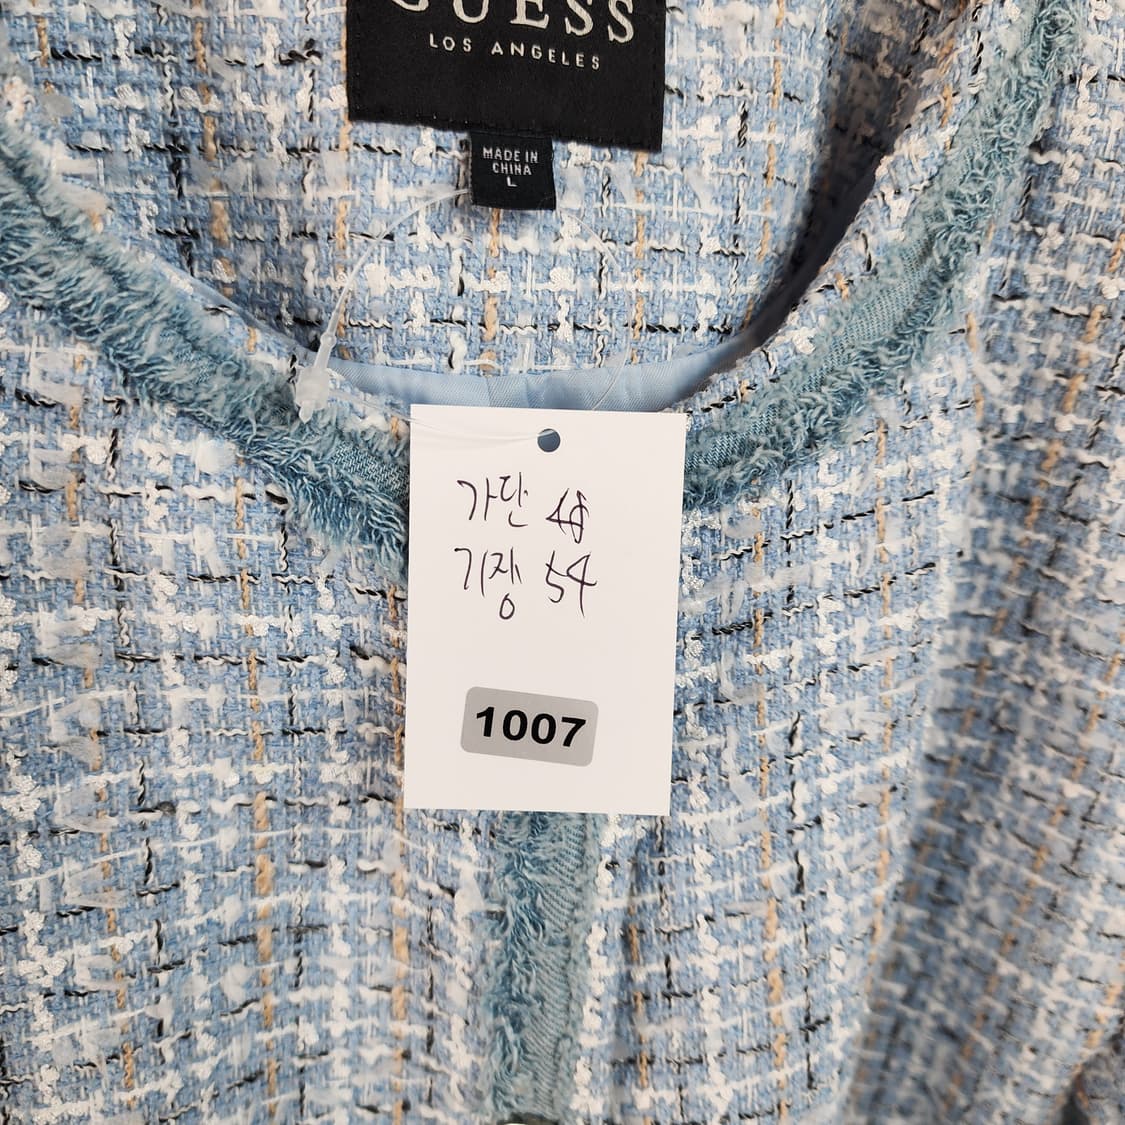 GUESS
LOS ANGELES
MADE IN
CHINA
L
가단 48
기장 54
1007